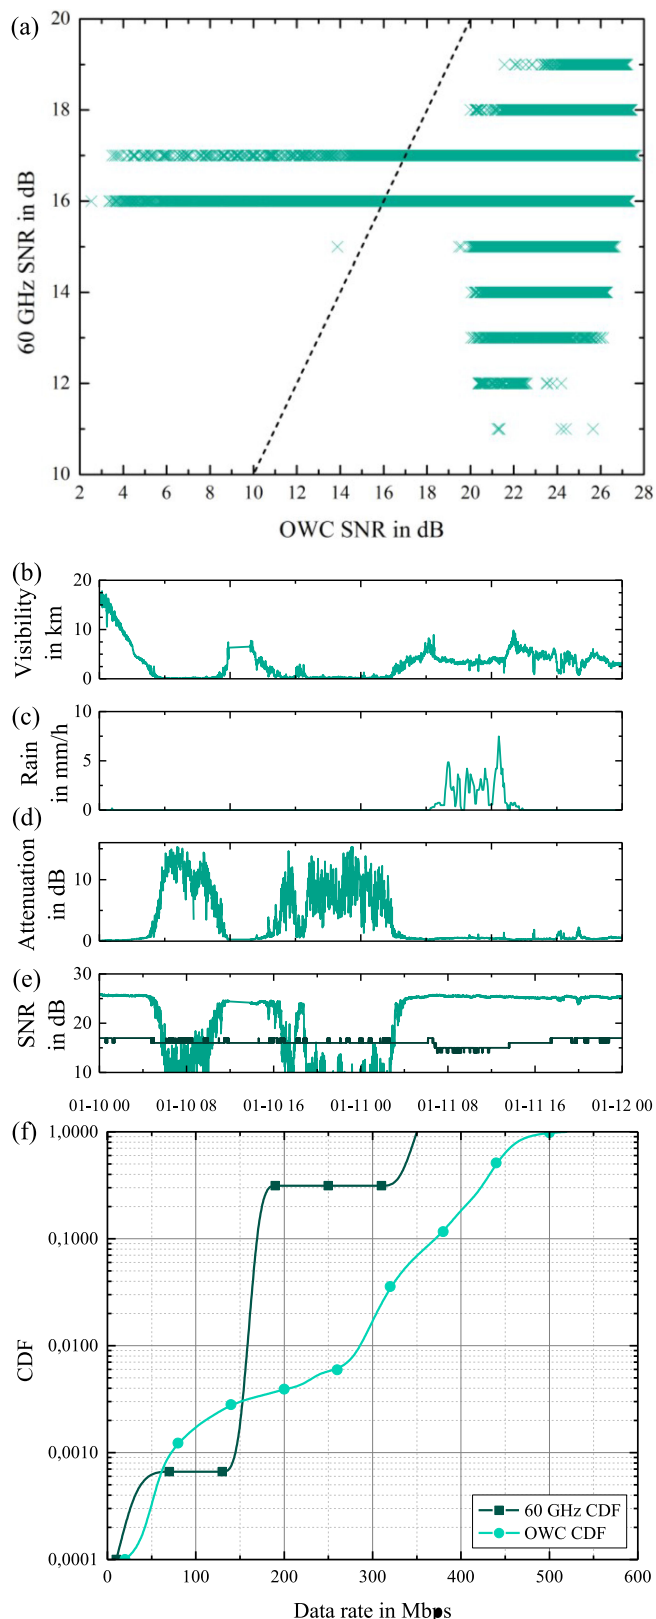 (a)
20
19
18
17
16
15
14
13
12
11
10
60 GHz SNR in dB
2 4 6 8 10 12 14 16 18 20 22 24 26 28
OWC SNR in dB
(b)
20
10
0
Visibility
in km
(c)
10
5
0
Rain
in mm/h
(d)
10
0
Attenuation
in dB
(e)
30
20
10
SNR
in dB
01-10 00 01-10 08 01-10 16 01-11 00 01-11 08 01-11 16 01-12 00
(f)
1,0000
0,1000
0,0100
0,0010
0,0001
CDF
60 GHz CDF
OWC CDF
0 100 200 300 400 500 600
Data rate in Mbps